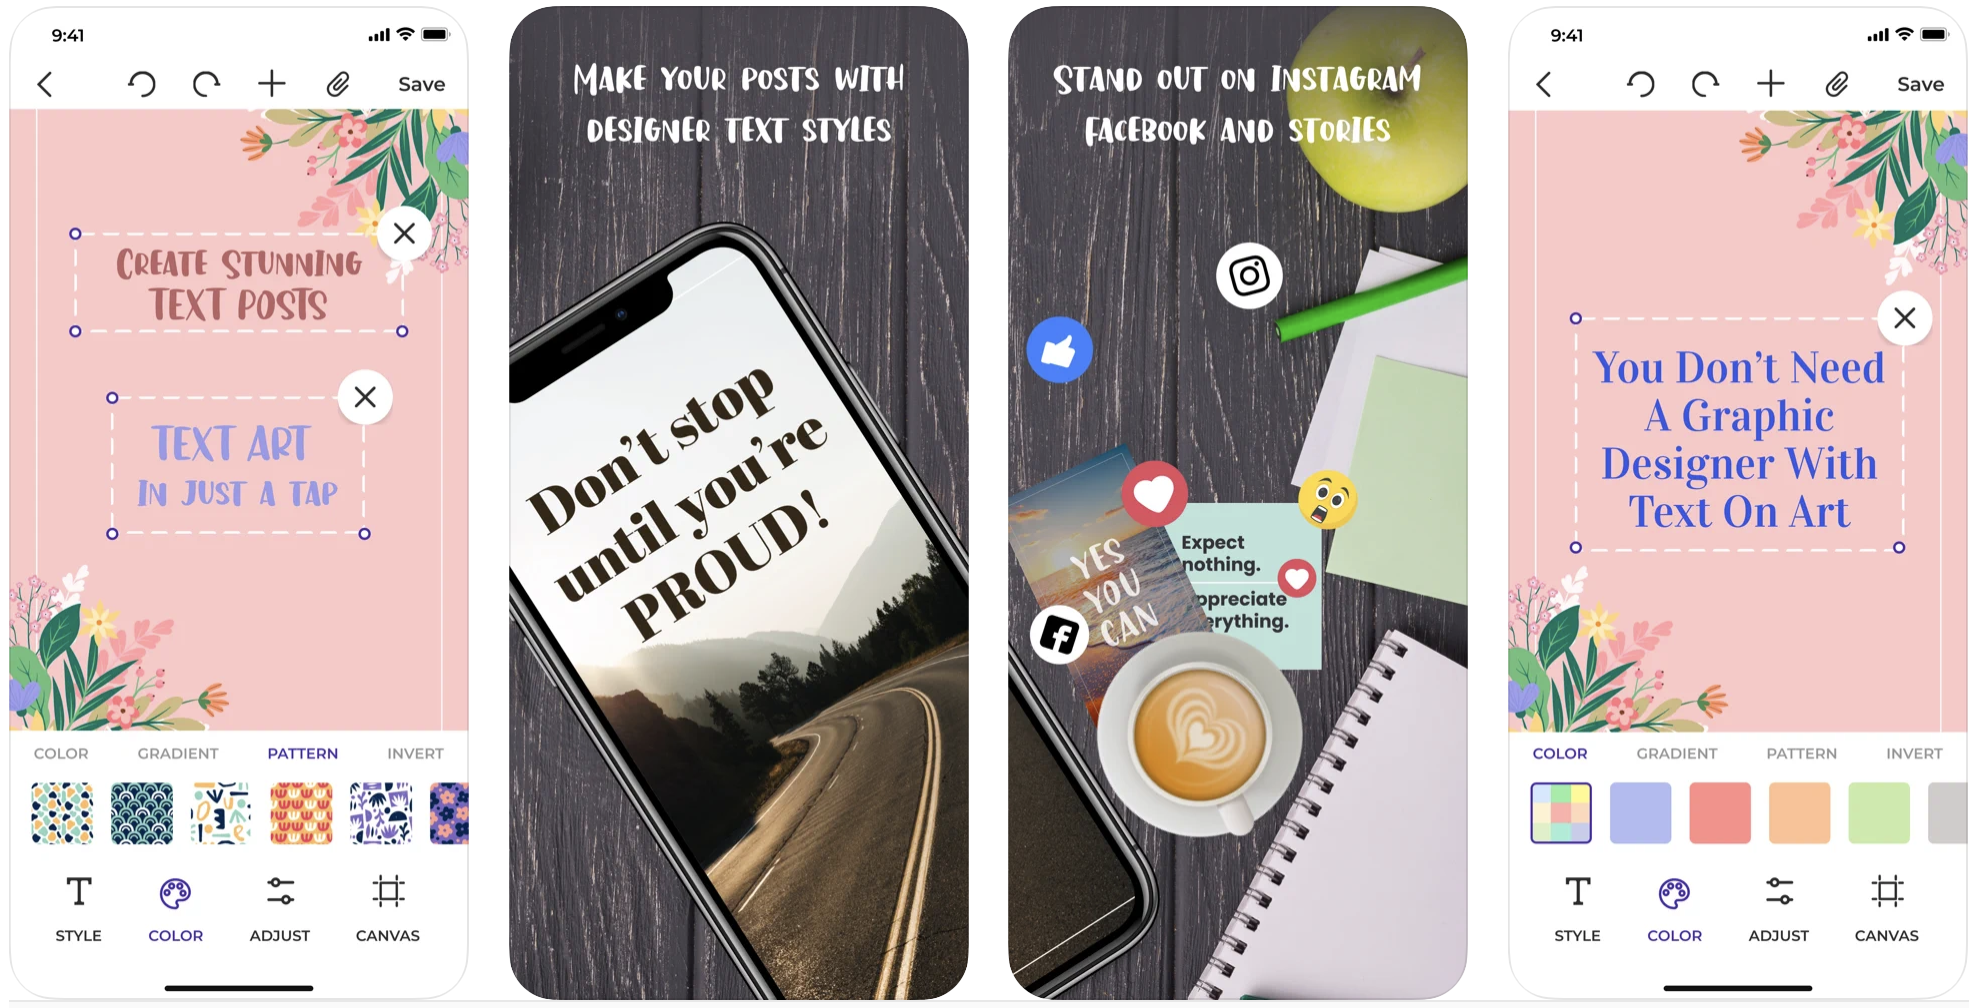 9:41
Save
CREATE STUNNING
TEXT POSTS
TEXT ART
IN JUST A TAP
COLOR GRADIENT PATTERN INVERT
STYLE COLOR ADJUST CANVAS
MAKE YOUR POSTS WITH
DESIGNER TEXT STYLES
Don't stop
until you're
PROUD!
STAND OUT ON INSTAGRAM
FACEBOOK AND STORIES
YES
YOU
CAN
Expect
nothing.
ppreciate
erything.
9:41
Save
You Don't Need
A Graphic
Designer With
Text On Art
COLOR GRADIENT PATTERN INVERT
STYLE COLOR ADJUST CANVAS